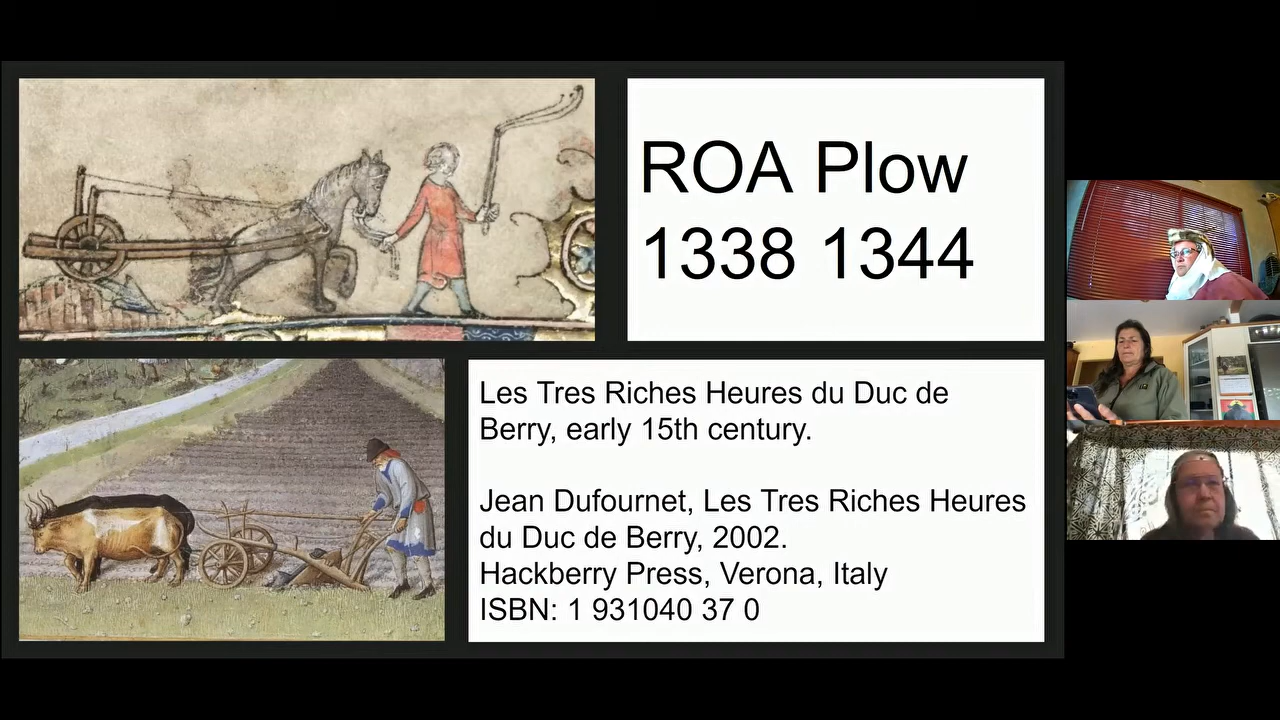 ROA Plow
1338 1344
Les Tres Riches Heures du Duc de
Berry, early 15th century.
Jean Dufournet, Les Tres Riches Heures
du Duc de Berry, 2002.
Hackberry Press, Verona, Italy
ISBN: 1 931040 37 0